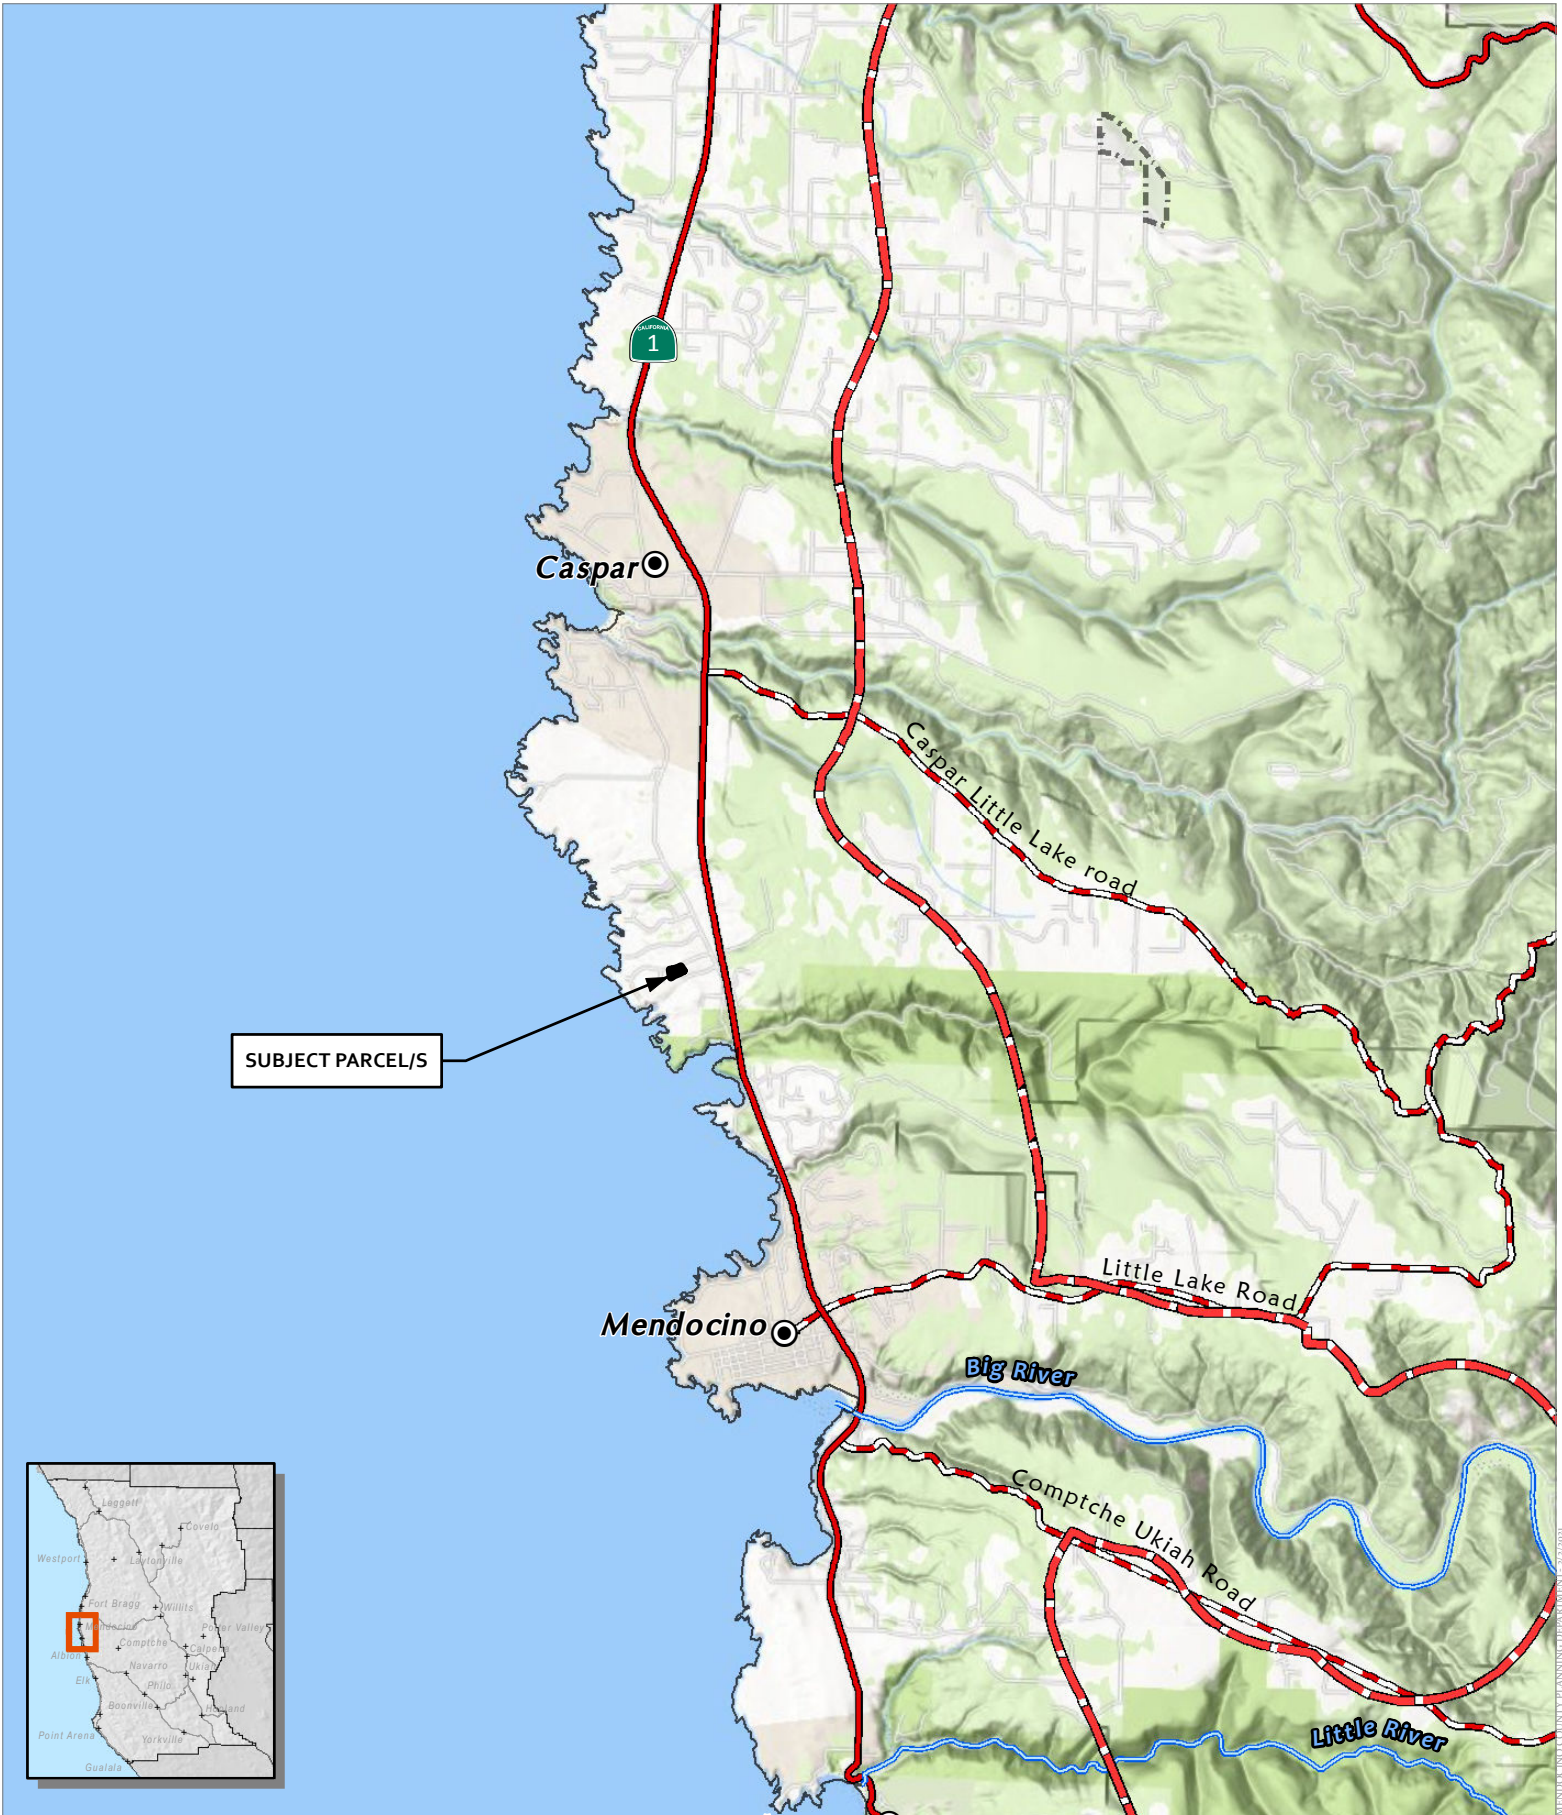 CALIFORNIA
1
Caspar
Caspar Little Lake road
SUBJECT PARCEL/S
Little Lake Road
Mendocino
Big River
Comptche Ukiah Road
Little River
Leggett
Covelo
Westport
Laytonville
Fort Bragg
Willits
Mendocino
Potter Valley
Comptche
Calpella
Albion
Navarro
Ukiah
Elk
Philo
Boonville
Hopland
Point Arena
Yorkville
Gualala